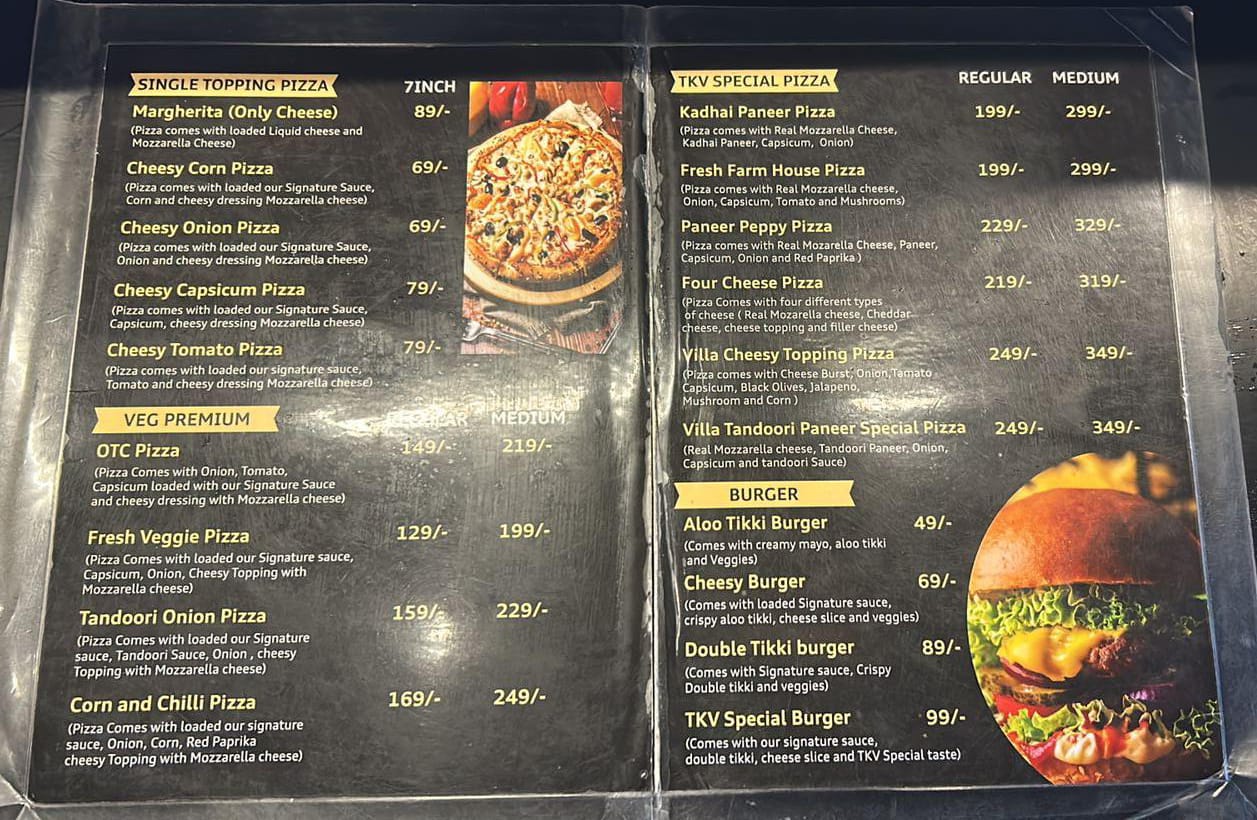 SINGLE TOPPING PIZZA 7INCH
Margherita (Only Cheese) 89/-
(Pizza comes with loaded Liquid cheese and
Mozzarella Cheese)
Cheesy Corn Pizza 69/-
(Pizza comes with loaded our Signature Sauce,
Corn and cheesy dressing Mozzarella cheese)
Cheesy Onion Pizza 69/-
(Pizza comes with loaded our Signature Sauce,
Onion and cheesy dressing Mozzarella cheese)
Cheesy Capsicum Pizza 79/-
(Pizza comes with loaded our Signature Sauce,
Capsicum, cheesy dressing Mozzarella cheese)
Cheesy Tomato Pizza 79/-
(Pizza comes with loaded our signature sauce,
Tomato and cheesy dressing Mozzarella cheese)
VEG PREMIUM REGULAR MEDIUM
OTC Pizza 149/- 219/-
(Pizza Comes with Onion, Tomato,
Capsicum loaded with our Signature Sauce
and cheesy dressing with Mozzarella cheese)
Fresh Veggie Pizza 129/- 199/-
(Pizza Comes with loaded our Signature sauce,
Capsicum, Onion, Cheesy Topping with
Mozzarella cheese)
Tandoori Onion Pizza 159/- 229/-
(Pizza Comes with loaded our Signature
sauce, Tandoori Sauce, Onion , cheesy
Topping with Mozzarella cheese)
Corn and Chilli Pizza 169/- 249/-
(Pizza Comes with loaded our signature
sauce, Onion, Corn, Red Paprika
cheesy Topping with Mozzarella cheese)
TKV SPECIAL PIZZA REGULAR MEDIUM
Kadhai Paneer Pizza 199/- 299/-
(Pizza comes with Real Mozzarella Cheese,
Kadhai Paneer, Capsicum, Onion)
Fresh Farm House Pizza 199/- 299/-
(Pizza comes with Real Mozzarella cheese,
Onion, Capsicum, Tomato and Mushrooms)
Paneer Peppy Pizza 229/- 329/-
(Pizza comes with Real Mozarella Cheese, Paneer,
Capsicum, Onion and Red Paprika )
Four Cheese Pizza 219/- 319/-
(Pizza Comes with four different types
of cheese ( Real Mozarella cheese, Cheddar
cheese, cheese topping and filler cheese)
Villa Cheesy Topping Pizza 249/- 349/-
(Pizza comes with Cheese Burst, Onion,Tamato
Capsicum, Black Olives, Jalapeno,
Mushroom and Corn )
Villa Tandoori Paneer Special Pizza 249/- 349/-
(Real Mozzarella cheese, Tandoori Paneer, Onion,
Capsicum and tandoori Sauce)
BURGER
Aloo Tikki Burger 49/-
(Comes with creamy mayo, aloo tikki
and Veggies)
Cheesy Burger 69/-
(Comes with loaded Signature sauce,
crispy aloo tikki, cheese slice and veggies)
Double Tikki burger 89/-
(Comes with Signature sauce, Crispy
Double tikki and veggies)
TKV Special Burger 99/-
(Comes with our signature sauce,
double tikki, cheese slice and TKV Special taste)